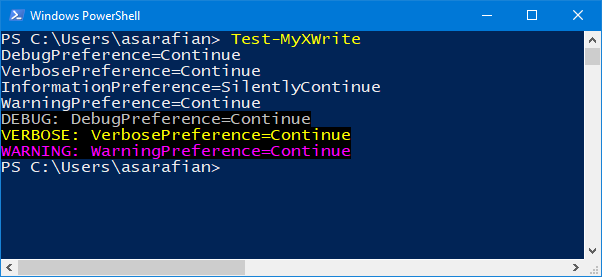 Windows PowerShell
PS C:\Users\asarafian> Test-MyXWrite
DebugPreference=Continue
VerbosePreference=Continue
InformationPreference=SilentlyContinue
WarningPreference=Continue
DEBUG: DebugPreference=Continue
VERBOSE: VerbosePreference=Continue
WARNING: WarningPreference=Continue
PS C:\Users\asarafian>